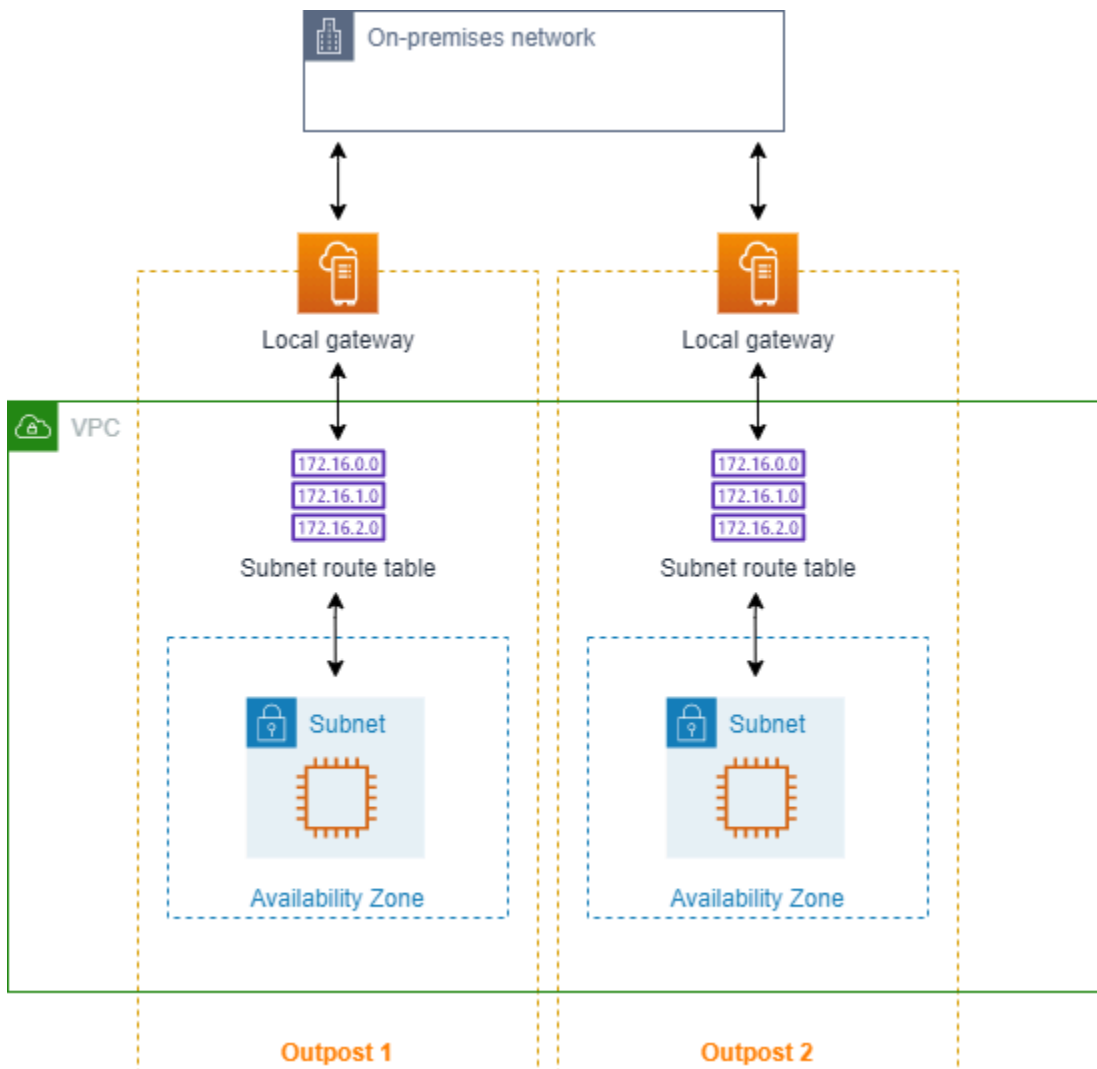 On-premises network
Local gateway
Local gateway
VPC
172.16.0.0
172.16.1.0
172.16.2.0
172.16.0.0
172.16.1.0
172.16.2.0
Subnet route table
Subnet route table
Subnet
Subnet
Availability Zone
Availability Zone
Outpost 1
Outpost 2